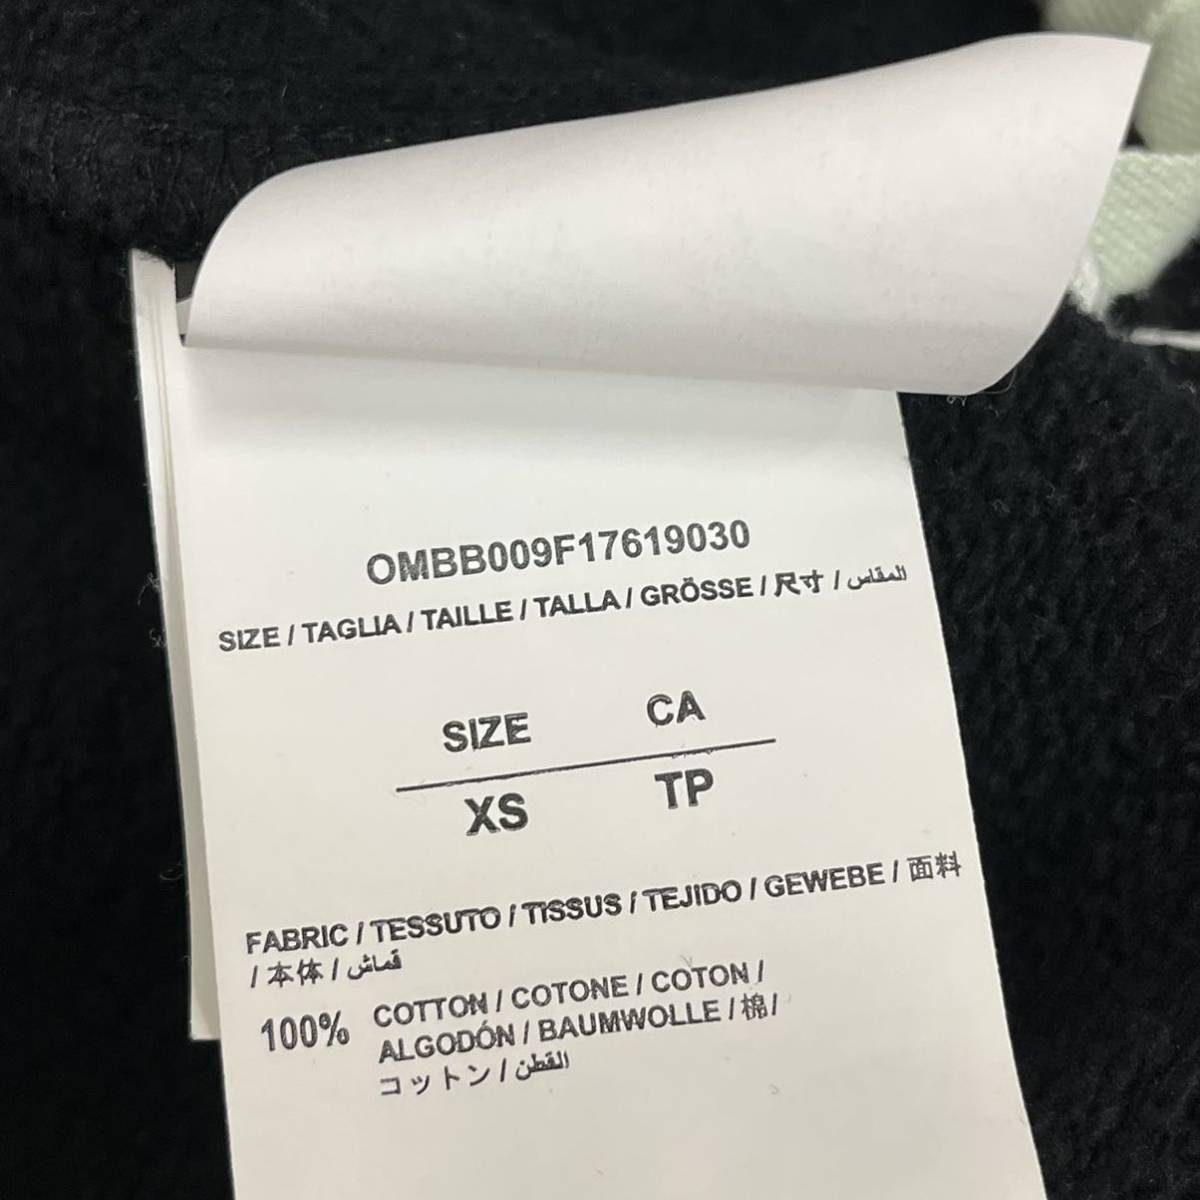 OMBB009F17619030
SIZE / TAGLIA / TAILLE / TALLA / GRÖSSE / 尺寸 / المقاس
SIZE CA
XS TP
FABRIC / TESSUTO / TISSUS / TEJIDO / GEWEBE / 面料
/ 本体 / قماش
100% COTTON / COTONE / COTON /
ALGODÓN / BAUMWOLLE / 棉 /
コットン / القطن